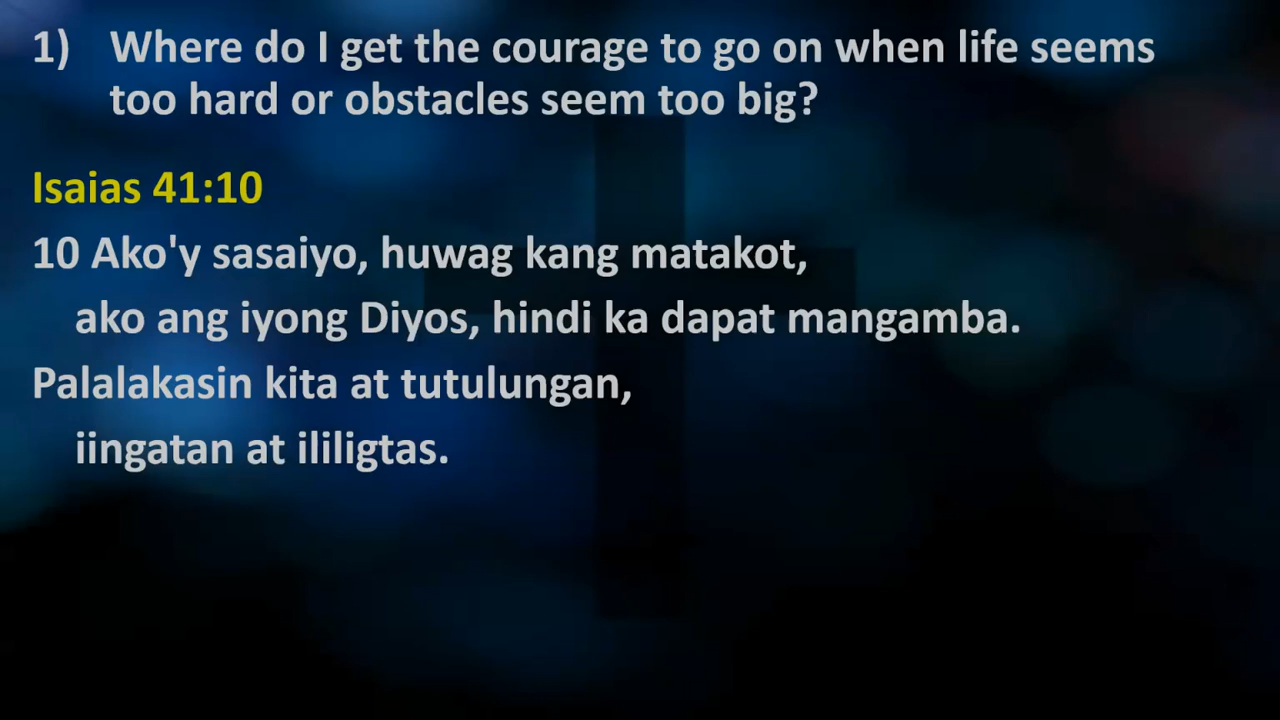 1) Where do I get the courage to go on when life seems
too hard or obstacles seem too big?
Isaias 41:10
10 Ako'y sasaiyo, huwag kang matakot,
ako ang iyong Diyos, hindi ka dapat mangamba.
Palalakasin kita at tutulungan,
iingatan at ililigtas.